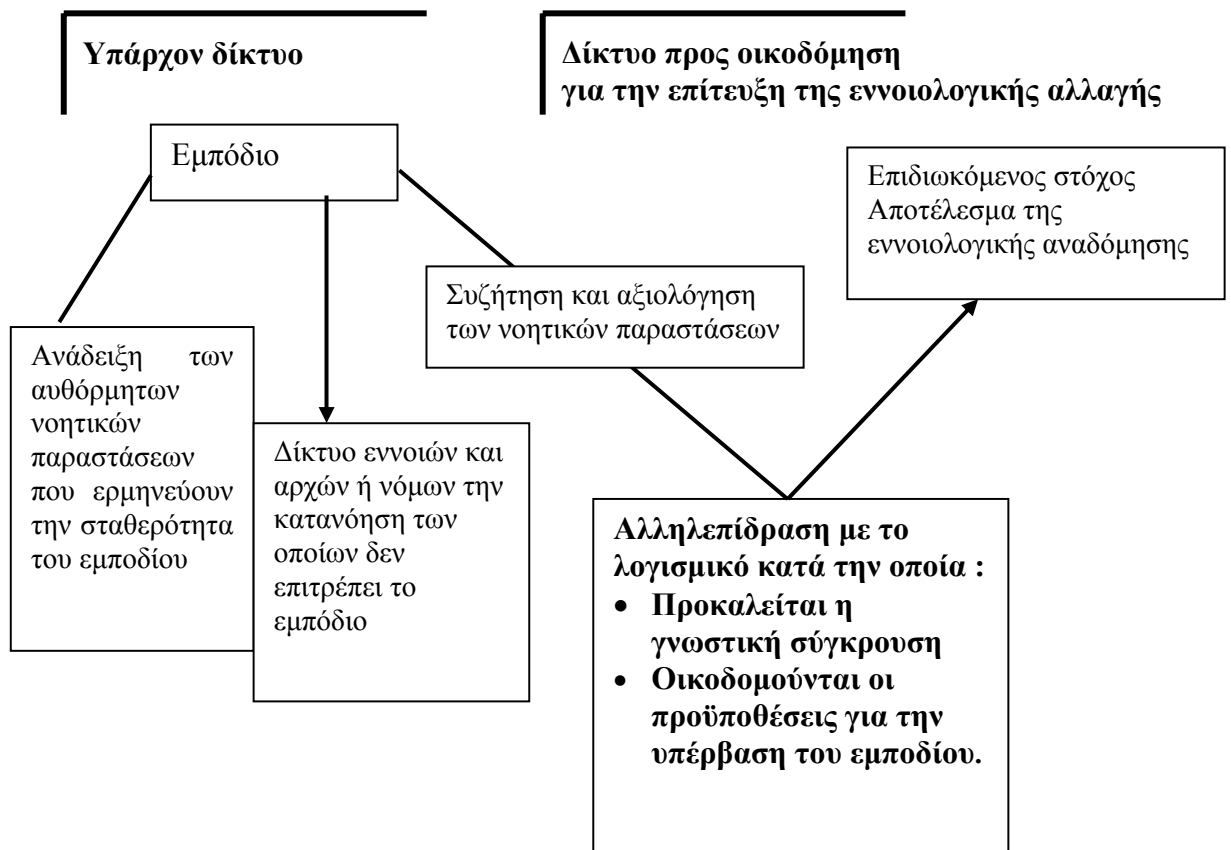 Υπάρχον δίκτυο
Δίκτυο προς οικοδόμηση
για την επίτευξη της εννοιολογικής αλλαγής
Εμπόδιο
Επιδιωκόμενος στόχος
Αποτέλεσμα της
εννοιολογικής αναδόμησης
Συζήτηση και αξιολόγηση
των νοητικών παραστάσεων
Ανάδειξη των
αυθόρμητων
νοητικών
παραστάσεων
που ερμηνεύουν
την σταθερότητα
του εμποδίου
Δίκτυο εννοιών και
αρχών ή νόμων την
κατανόηση των
οποίων δεν
επιτρέπει το
εμπόδιο
Αλληλεπίδραση με το
λογισμικό κατά την οποία :
• Προκαλείται η
γνωστική σύγκρουση
• Οικοδομούνται οι
προϋποθέσεις για την
υπέρβαση του εμποδίου.